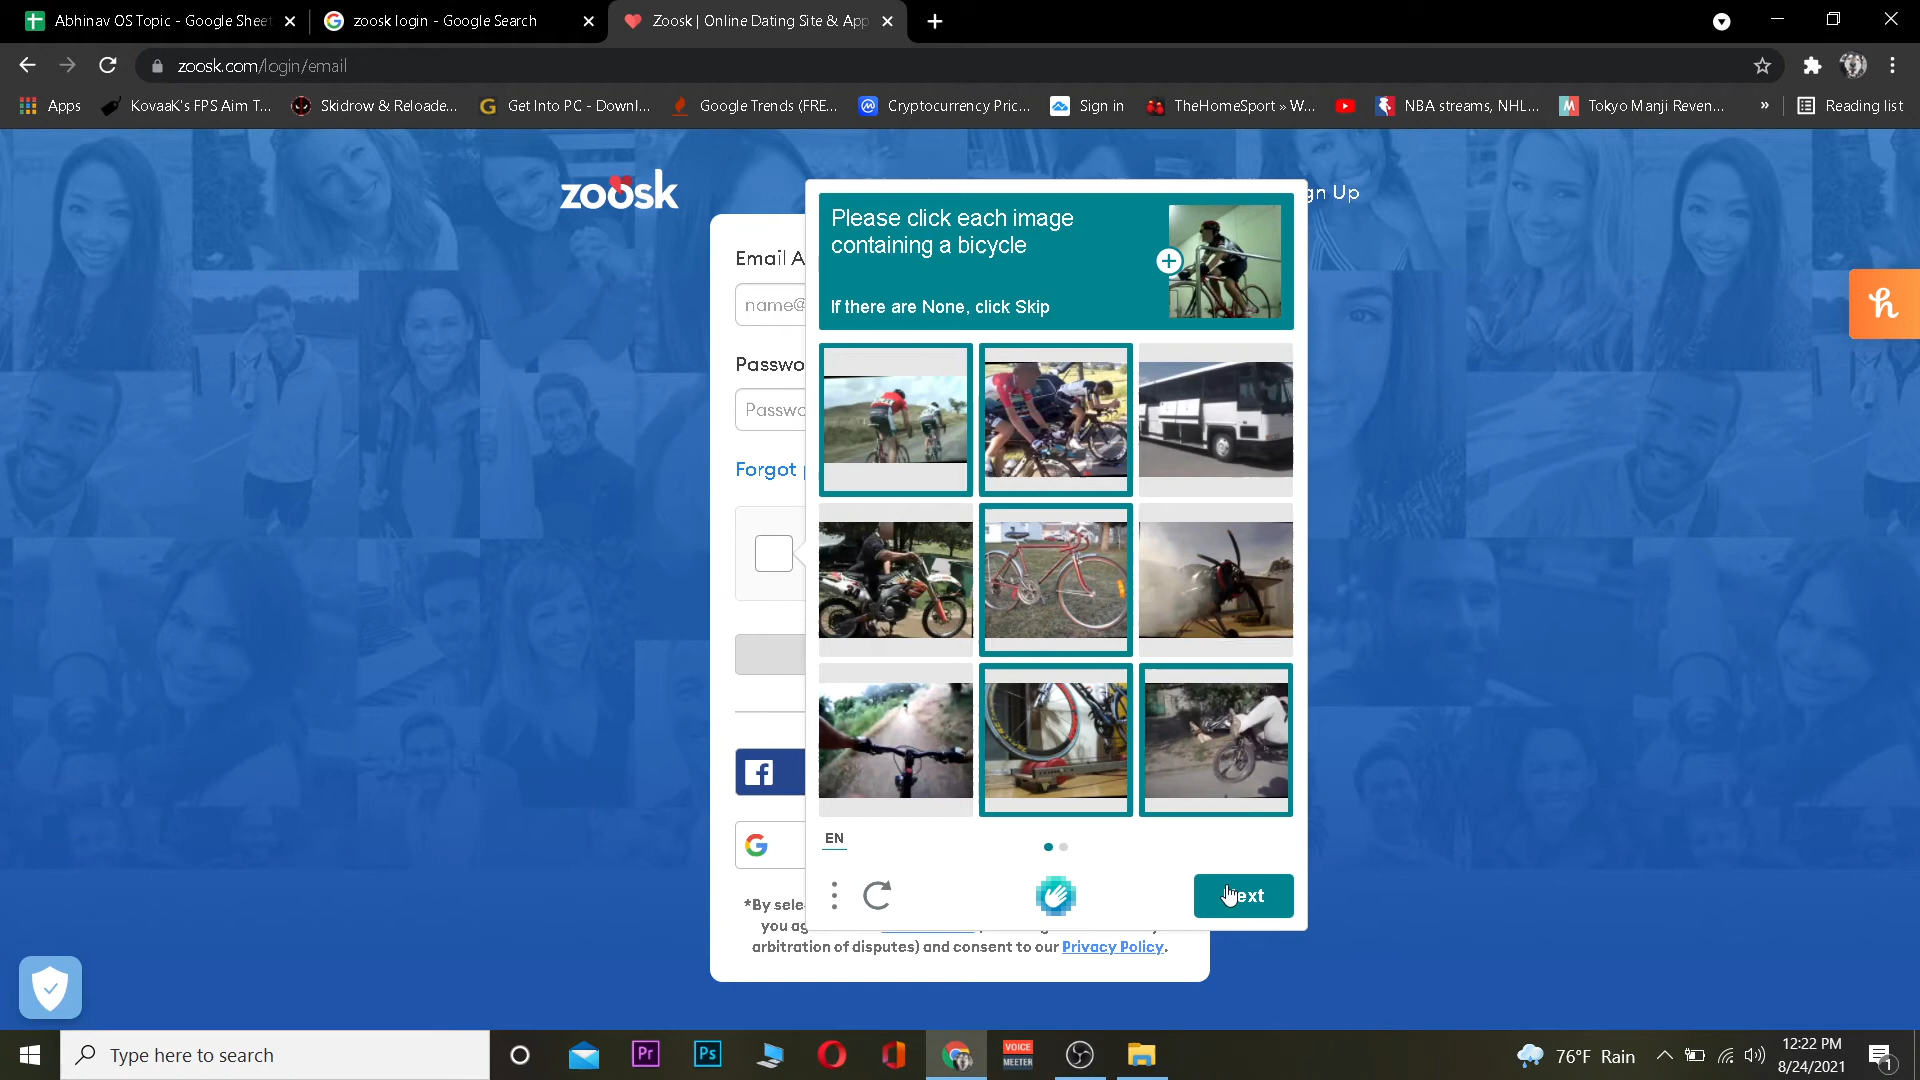 Abhinav OS Topic - Google Sheet
zoosk login - Google Search
Zoosk | Online Dating Site & App
zoosk.com/login/email
Apps
KovaaK's FPS Aim T...
Skidrow & Reloade...
Get Into PC - Downl...
Google Trends (FRE...
Cryptocurrency Pric...
Sign in
TheHomeSport » W...
NBA streams, NHL...
Tokyo Manji Reven...
»
Reading list
zoosk
gn Up
Email A
name@
Passwo
Passwo
Forgot
Please click each image
containing a bicycle
If there are None, click Skip
EN
ext
*By sele
you ag
arbitration of disputes) and consent to our Privacy Policy.
Type here to search
Pr
Ps
VOICE
MEETER
76°F Rain
12:22 PM
8/24/2021
1